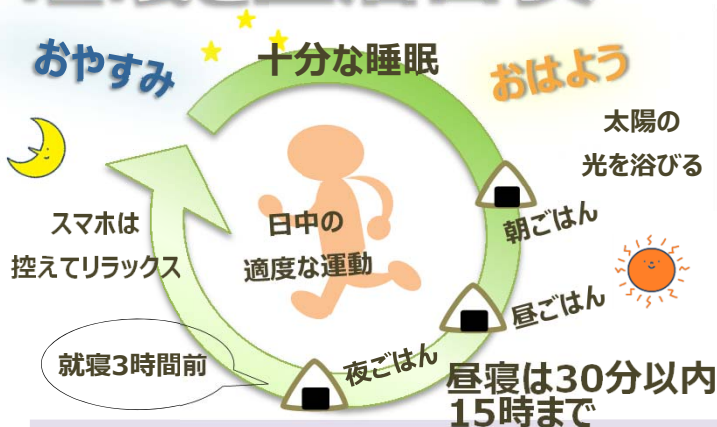 おやすみ
十分な睡眠
おはよう
太陽の
光を浴びる
朝ごはん
スマホは
控えてリラックス
日中の
適度な運動
昼ごはん
就寝3時間前
夜ごはん
昼寝は30分以内
15時まで